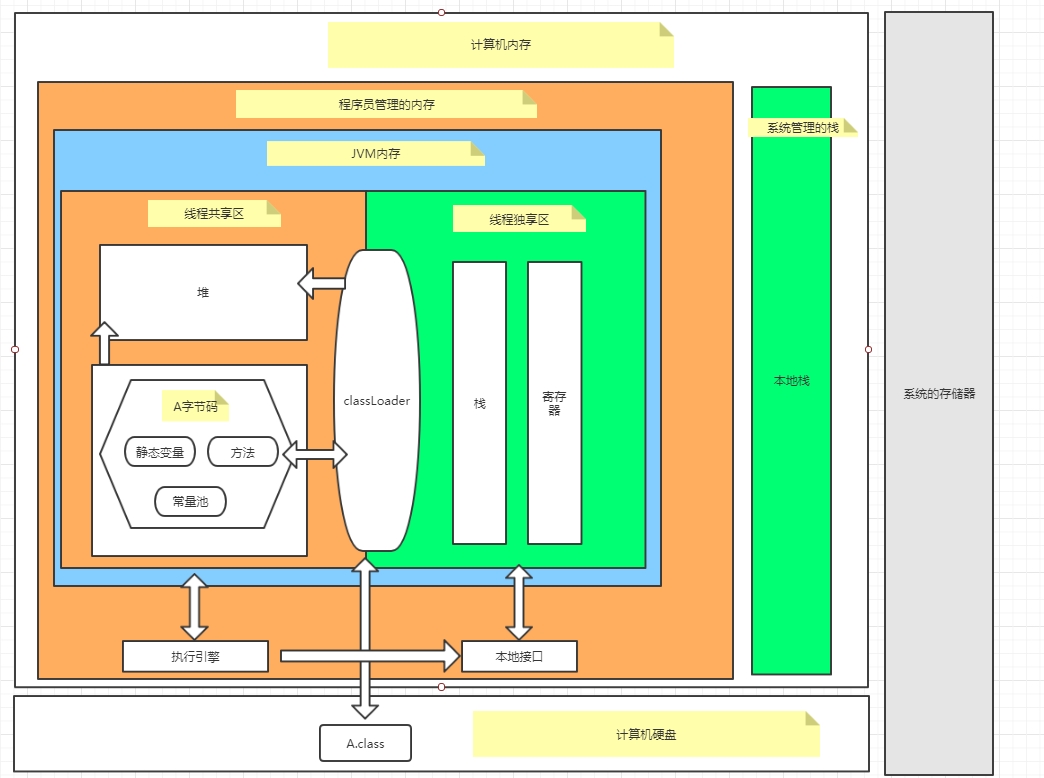 计算机内存
程序员管理的内存
系统管理的栈
JVM内存
线程共享区
线程独享区
堆
classLoader
栈
寄存
器
本地栈
系统的存储器
A字节码
静态变量
方法
常量池
执行引擎
本地接口
A.class
计算机硬盘